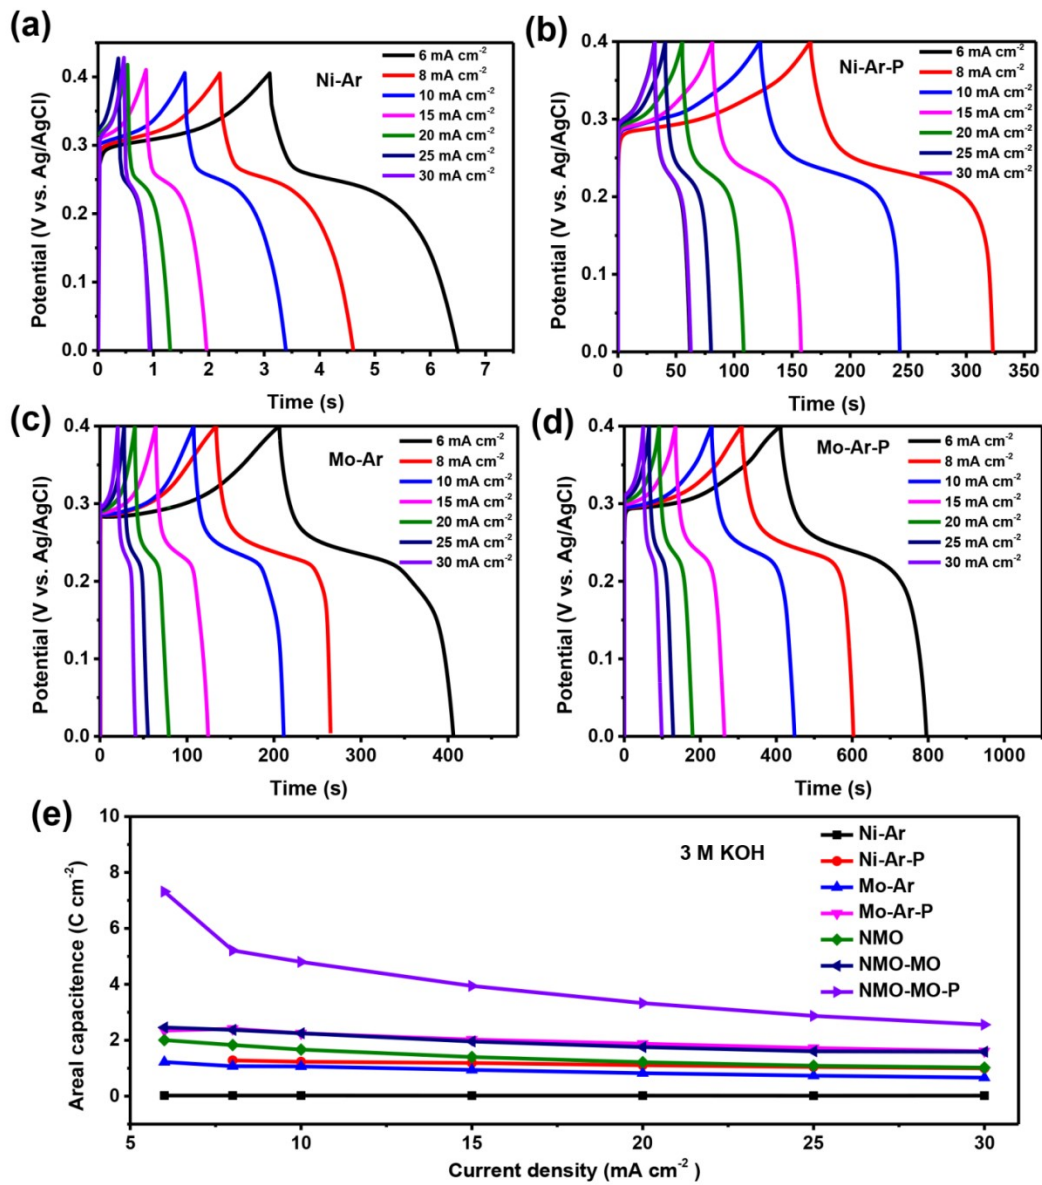 (a)
Ni-Ar
6 mA cm⁻²
8 mA cm⁻²
10 mA cm⁻²
15 mA cm⁻²
20 mA cm⁻²
25 mA cm⁻²
30 mA cm⁻²
0.4
0.3
0.2
0.1
0.0
Potential (V vs. Ag/AgCl)
0 1 2 3 4 5 6 7
Time (s)
(b)
Ni-Ar-P
6 mA cm⁻²
8 mA cm⁻²
10 mA cm⁻²
15 mA cm⁻²
20 mA cm⁻²
25 mA cm⁻²
30 mA cm⁻²
0.4
0.3
0.2
0.1
0.0
Potential (V vs. Ag/AgCl)
0 50 100 150 200 250 300 350
Time (s)
(c)
Mo-Ar
6 mA cm⁻²
8 mA cm⁻²
10 mA cm⁻²
15 mA cm⁻²
20 mA cm⁻²
25 mA cm⁻²
30 mA cm⁻²
0.4
0.3
0.2
0.1
0.0
Potential (V vs. Ag/AgCl)
0 100 200 300 400
Time (s)
(d)
Mo-Ar-P
6 mA cm⁻²
8 mA cm⁻²
10 mA cm⁻²
15 mA cm⁻²
20 mA cm⁻²
25 mA cm⁻²
30 mA cm⁻²
0.4
0.3
0.2
0.1
0.0
Potential (V vs. Ag/AgCl)
0 200 400 600 800 1000
Time (s)
(e)
3 M KOH
Ni-Ar
Ni-Ar-P
Mo-Ar
Mo-Ar-P
NMO
NMO-MO
NMO-MO-P
10
8
6
4
2
0
Areal capacitence (C cm⁻²)
5 10 15 20 25 30
Current density (mA cm⁻²)